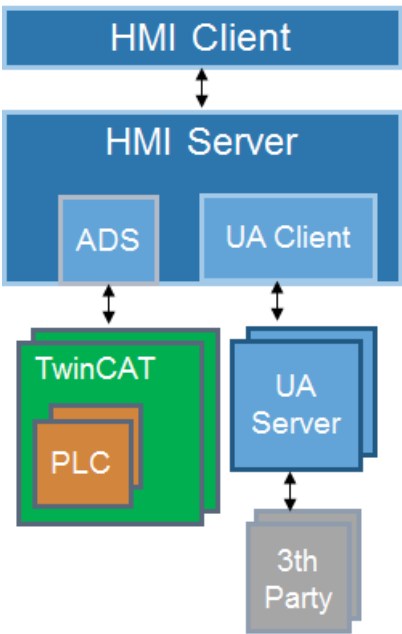 HMI Client
HMI Server
ADS
UA Client
TwinCAT
PLC
UA
Server
3th
Party